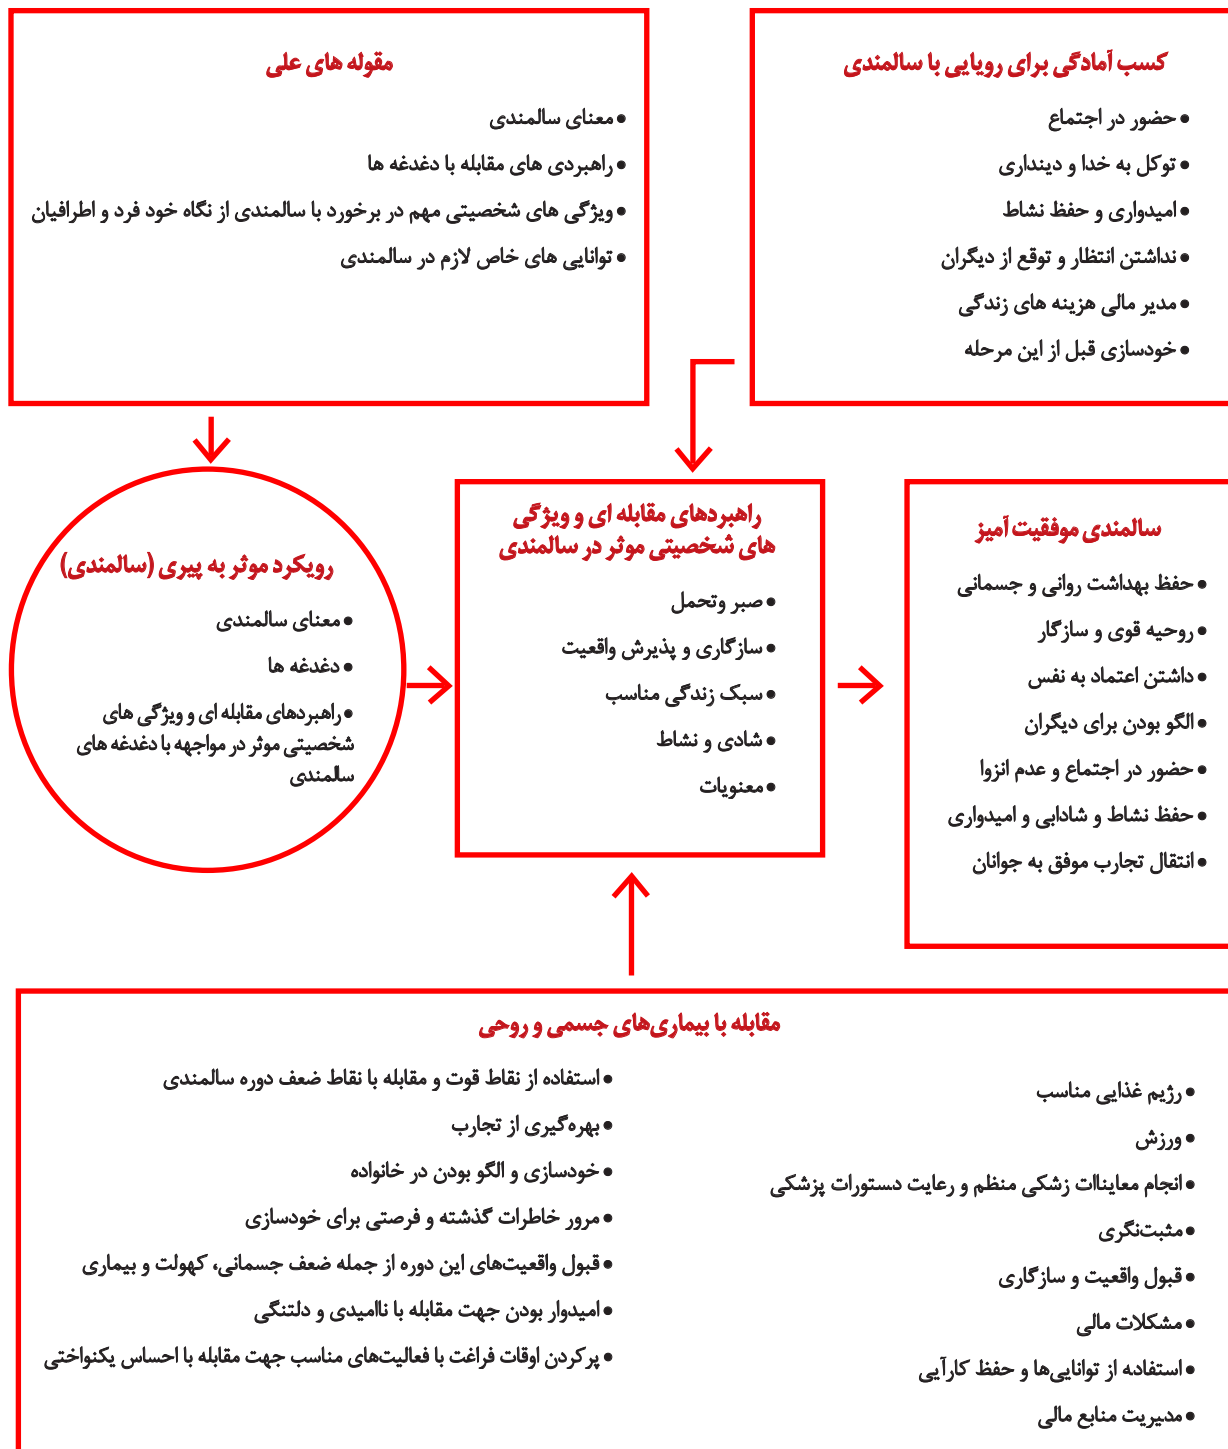 کسب آمادگی برای رویایی با سالمندی
● حضور در اجتماع
● توکل به خدا و دینداری
● امیدواری و حفظ نشاط
● نداشتن انتظار و توقع از دیگران
● مدیر مالی هزینه های زندگی
● خودسازی قبل از این مرحله
مقوله های علی
● معنای سالمندی
● راهبردی های مقابله با دغدغه ها
● ویژگی های شخصیتی مهم در برخورد با سالمندی از نگاه خود فرد و اطرافیان
● توانایی های خاص لازم در سالمندی
رویکرد موثر به پیری (سالمندی)
● معنای سالمندی
● دغدغه ها
● راهبردهای مقابله ای و ویژگی های
شخصیتی موثر در مواجهه با دغدغه های
سالمندی
راهبردهای مقابله ای و ویژگی
های شخصیتی موثر در سالمندی
● صبر وتحمل
● سازگاری و پذیرش واقعیت
● سبک زندگی مناسب
● شادی و نشاط
● معنویات
سالمندی موفقیت آمیز
● حفظ بهداشت روانی و جسمانی
● روحیه قوی و سازگار
● داشتن اعتماد به نفس
● الگو بودن برای دیگران
● حضور در اجتماع و عدم انزوا
● حفظ نشاط و شادابی و امیدواری
● انتقال تجارب موفق به جوانان
مقابله با بیماری‌های جسمی و روحی
● رژیم غذایی مناسب
● ورزش
● انجام معایناات زشکی منظم و رعایت دستورات پزشکی
● مثبت‌نگری
● قبول واقعیت و سازگاری
● مشکلات مالی
● استفاده از توانایی‌ها و حفظ کارآیی
● مدیریت منابع مالی
● استفاده از نقاط قوت و مقابله با نقاط ضعف دوره سالمندی
● بهره‌گیری از تجارب
● خودسازی و الگو بودن در خانواده
● مرور خاطرات گذشته و فرصتی برای خودسازی
● قبول واقعیت‌های این دوره از جمله ضعف جسمانی، کهولت و بیماری
● امیدوار بودن جهت مقابله با ناامیدی و دلتنگی
● پرکردن اوقات فراغت با فعالیت‌های مناسب جهت مقابله با احساس یکنواختی